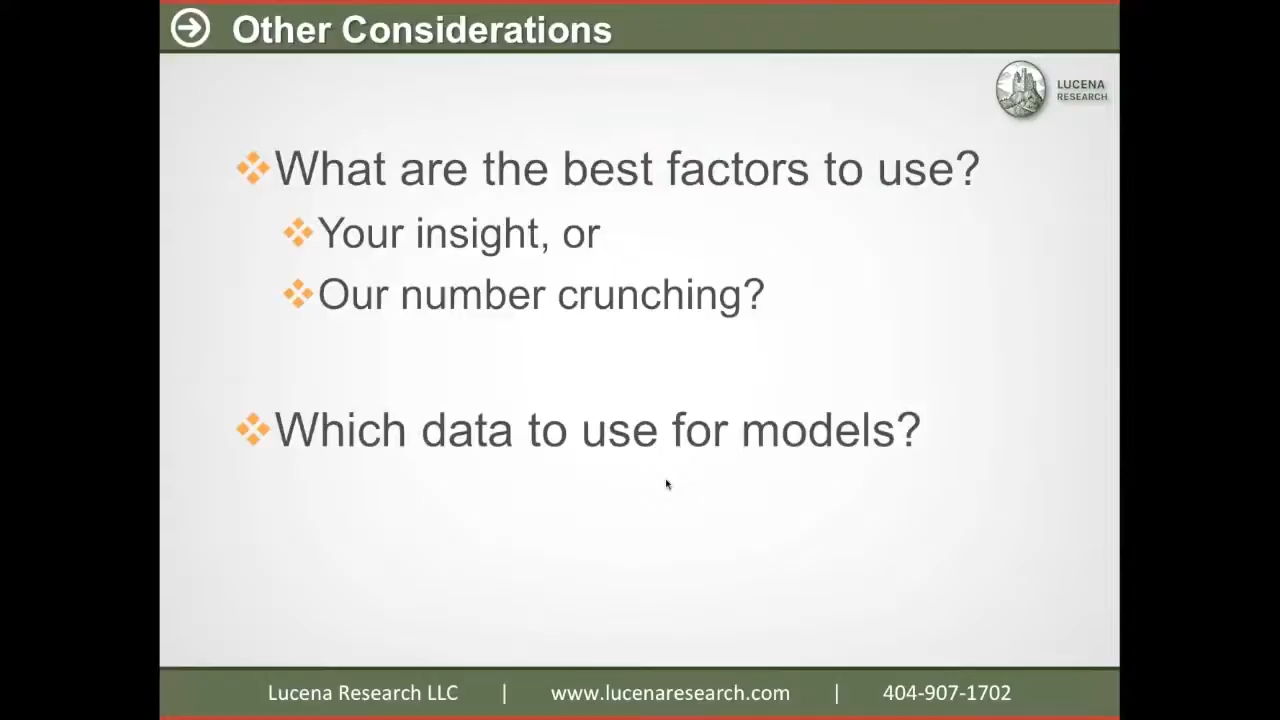 Other Considerations
LUCENA
RESEARCH
What are the best factors to use?
Your insight, or
Our number crunching?
Which data to use for models?
Lucena Research LLC | www.lucenaresearch.com | 404-907-1702